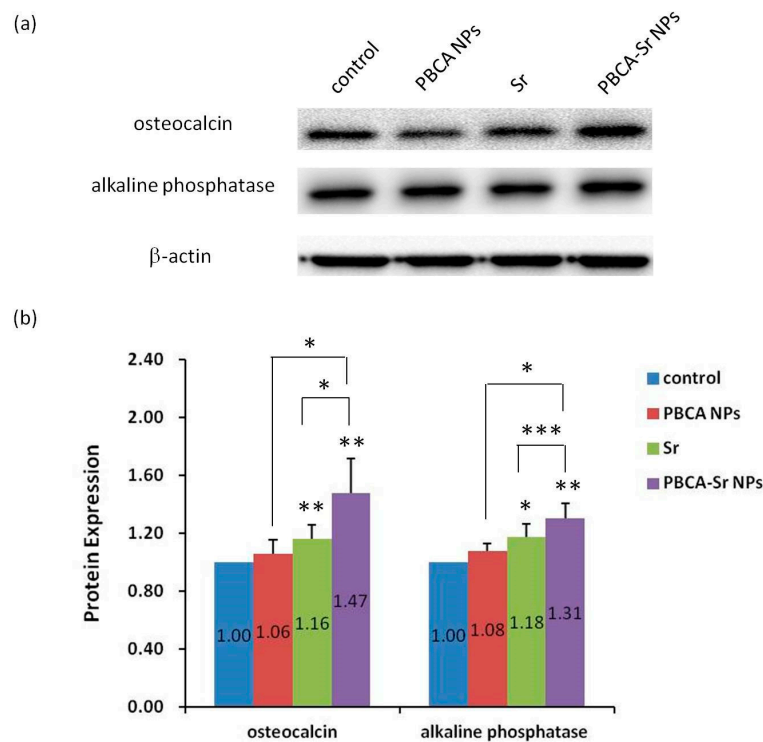 (a)
control PBCA NPs Sr PBCA-Sr NPs
osteocalcin
alkaline phosphatase
β-actin
(b)
Protein Expression
2.40
2.00
1.60
1.20
0.80
0.40
0.00
* *
* ***
** ** * **
1.00 1.06 1.16 1.47 1.00 1.08 1.18 1.31
osteocalcin alkaline phosphatase
control
PBCA NPs
Sr
PBCA-Sr NPs